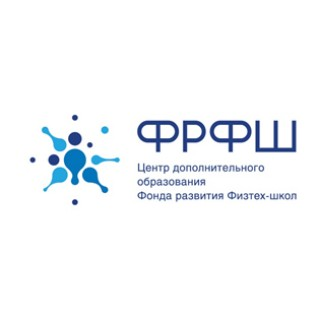 ФРФШ
Центр дополнительного
образования
Фонда развития Физтех-школ